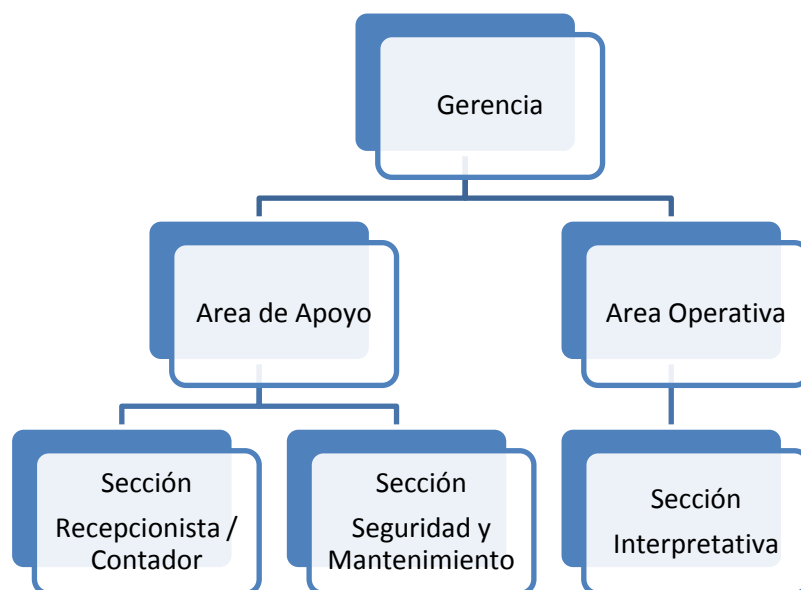 Gerencia
Area de Apoyo
Area Operativa
Sección
Recepcionista /
Contador
Sección
Seguridad y
Mantenimiento
Sección
Interpretativa